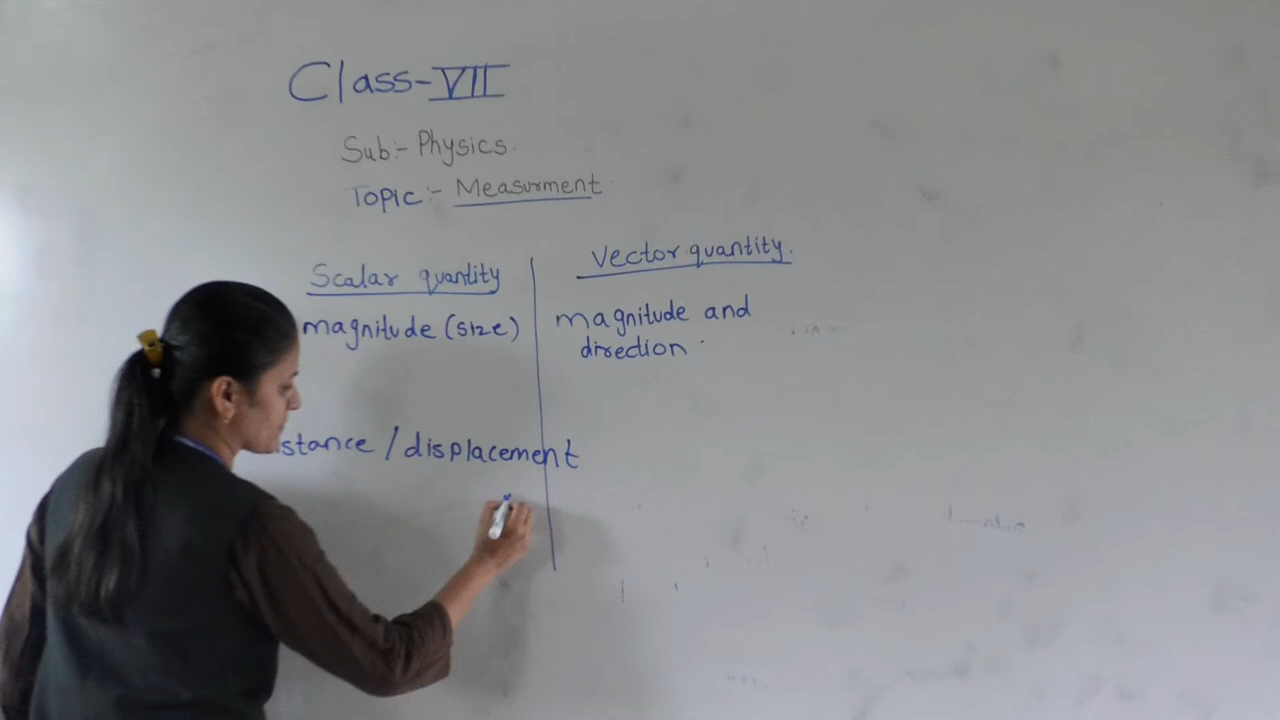 Class-VII
Sub:- Physics.
Topic:- Measurment
Scalar quantity
magnitude (size)
stance / displacement
Vector quantity.
magnitude and
direction.